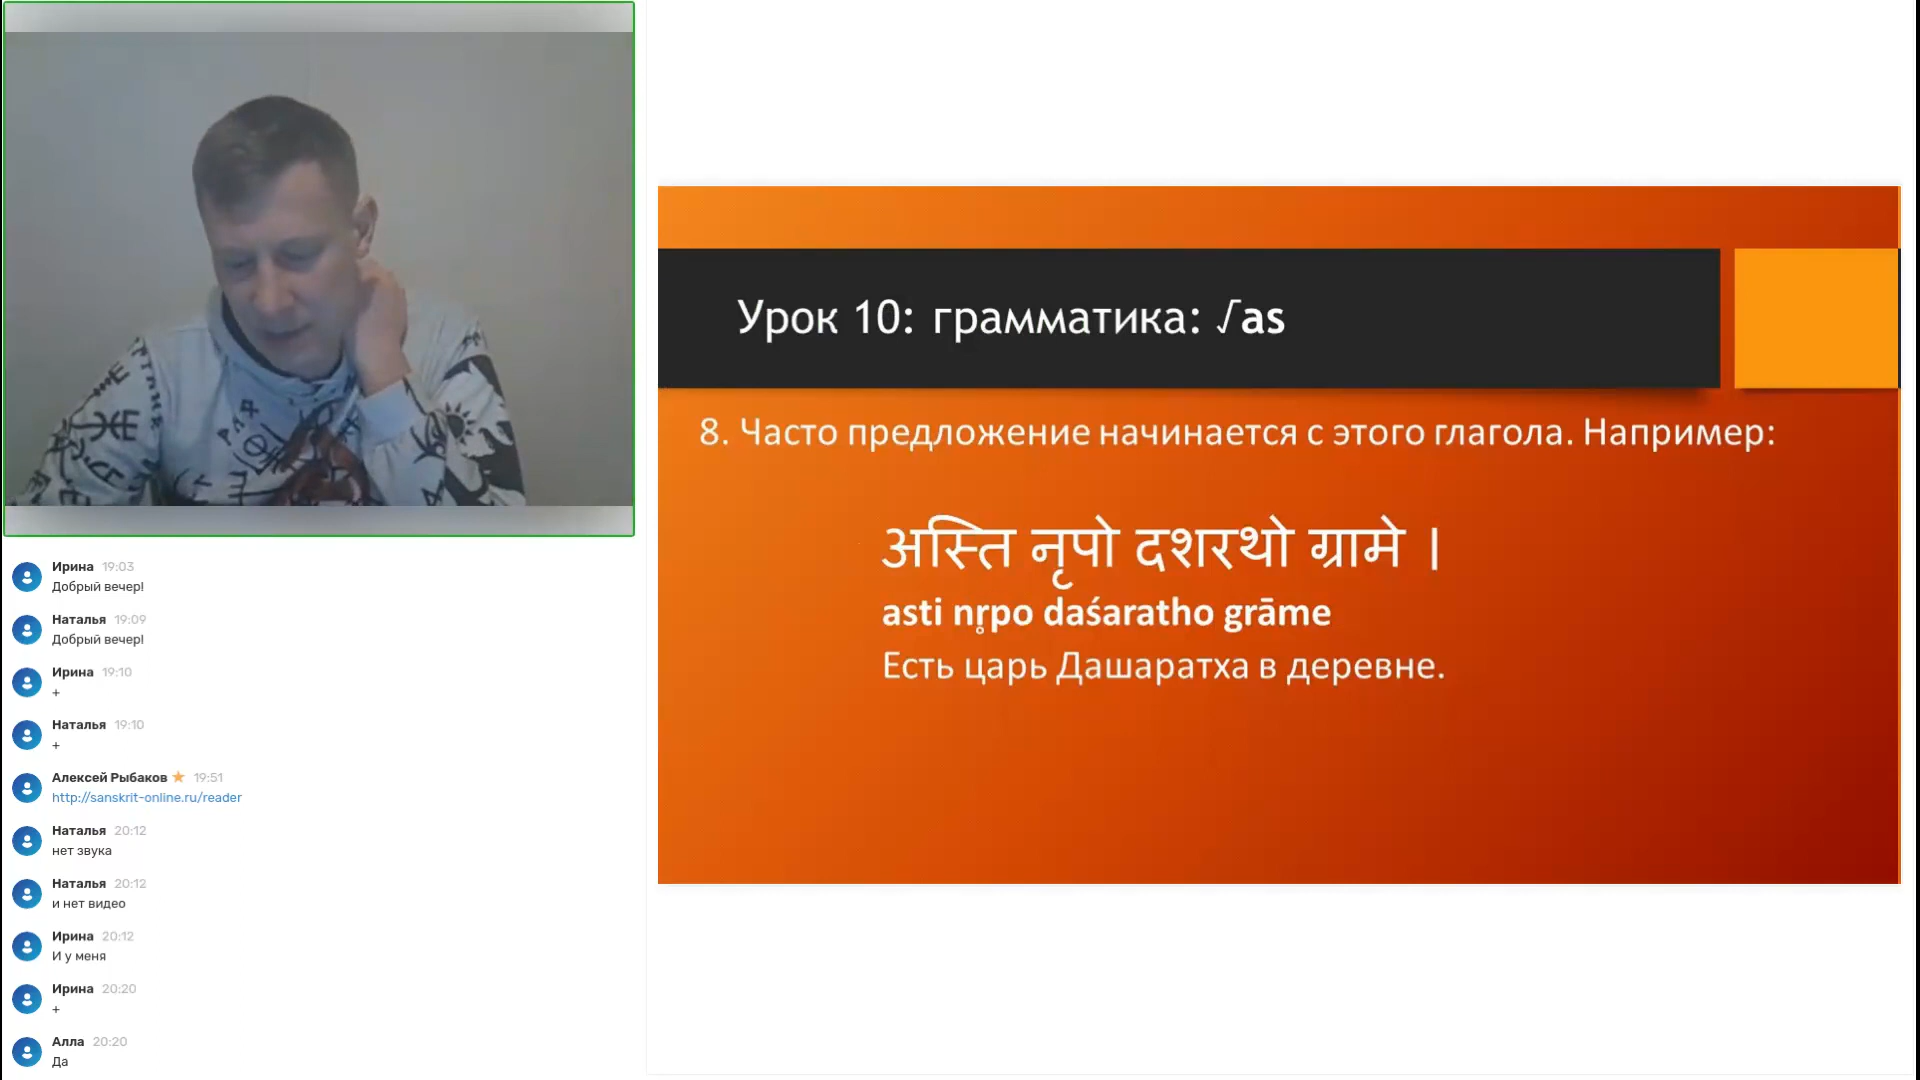 Ирина 19:03
Добрый вечер!
Наталья 19:09
Добрый вечер!
Ирина 19:10
+
Наталья 19:10
+
Алексей Рыбаков ★ 19:51
http://sanskrit-online.ru/reader
Наталья 20:12
нет звука
Наталья 20:12
и нет видео
Ирина 20:12
И у меня
Ирина 20:20
+
Алла 20:20
Да
Урок 10: грамматика: √as
8. Часто предложение начинается с этого глагола. Например:
अस्ति नृपो दशरथो ग्रामे ।
asti nr̥po daśaratho grāme
Есть царь Дашаратха в деревне.